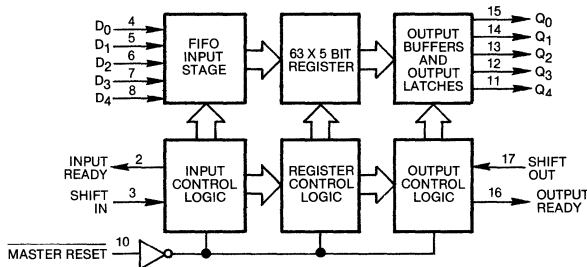 D0 4
D1 5
D2 6
D3 7
D4 8
FIFO
INPUT
STAGE
63 X 5 BIT
REGISTER
OUTPUT
BUFFERS
AND
OUTPUT
LATCHES
15 Q0
14 Q1
13 Q2
12 Q3
11 Q4
INPUT
READY
2
SHIFT
IN
3
INPUT
CONTROL
LOGIC
REGISTER
CONTROL
LOGIC
OUTPUT
CONTROL
LOGIC
17 SHIFT
OUT
16 OUTPUT
READY
MASTER RESET 10